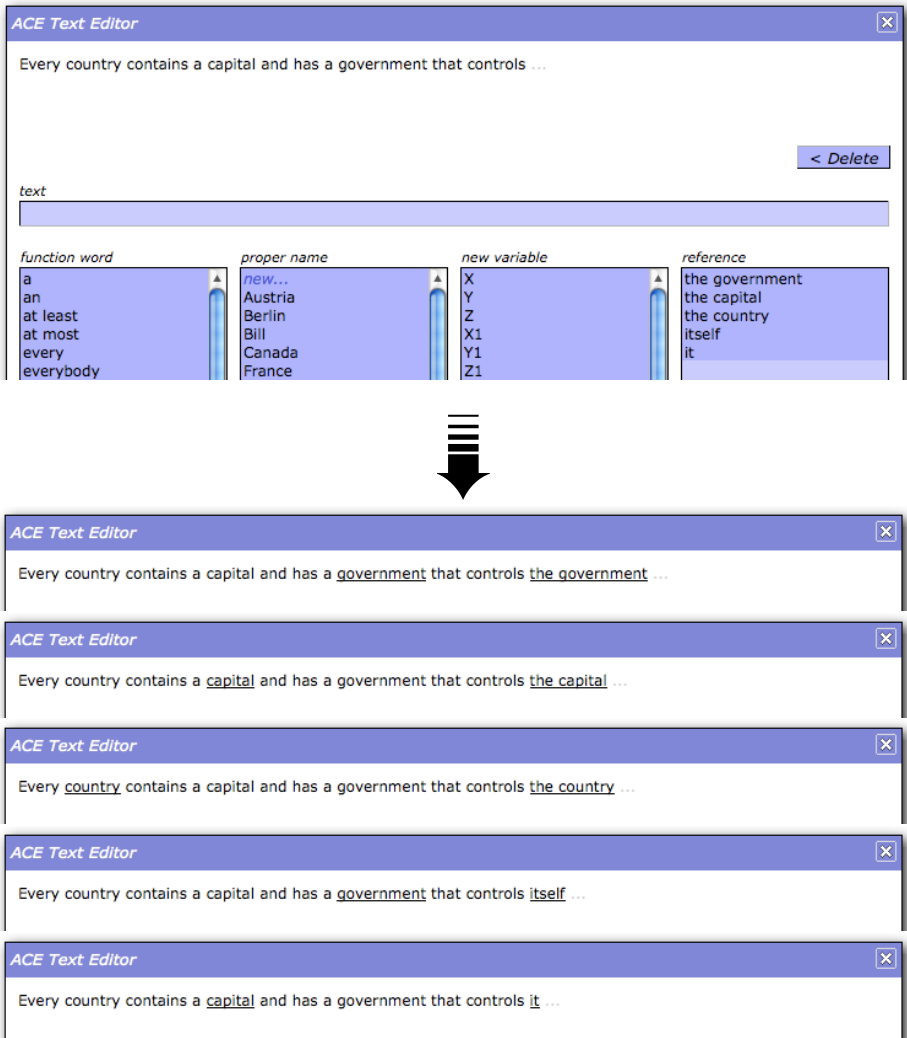 ACE Text Editor
Every country contains a capital and has a government that controls ...
< Delete
text
function word proper name new variable reference
a new... X the government
an Austria Y the capital
at least Berlin Z the country
at most Bill X1 itself
every Canada Y1 it
everybody France Z1
ACE Text Editor
Every country contains a capital and has a government that controls the government ...
ACE Text Editor
Every country contains a capital and has a government that controls the capital ...
ACE Text Editor
Every country contains a capital and has a government that controls the country ...
ACE Text Editor
Every country contains a capital and has a government that controls itself ...
ACE Text Editor
Every country contains a capital and has a government that controls it ...